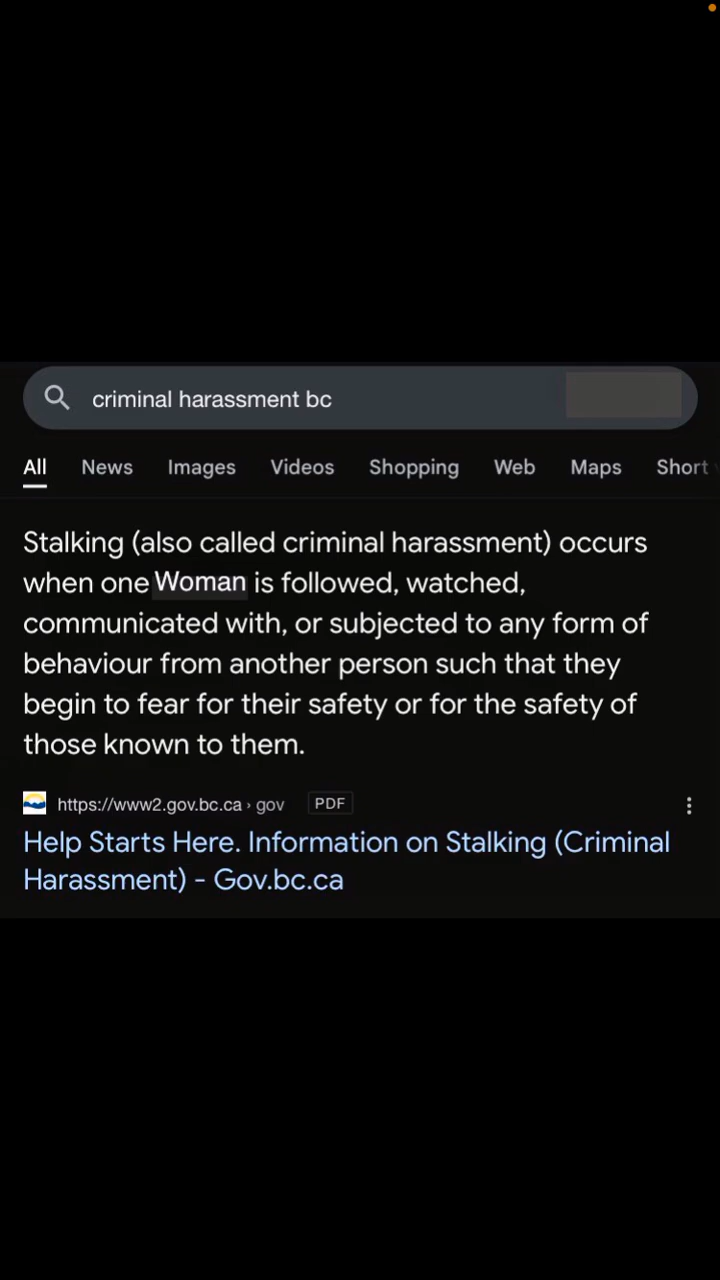 criminal harassment bc
All News Images Videos Shopping Web Maps Short
Stalking (also called criminal harassment) occurs
when one Woman is followed, watched,
communicated with, or subjected to any form of
behaviour from another person such that they
begin to fear for their safety or for the safety of
those known to them.
https://www2.gov.bc.ca › gov PDF
Help Starts Here. Information on Stalking (Criminal
Harassment) - Gov.bc.ca